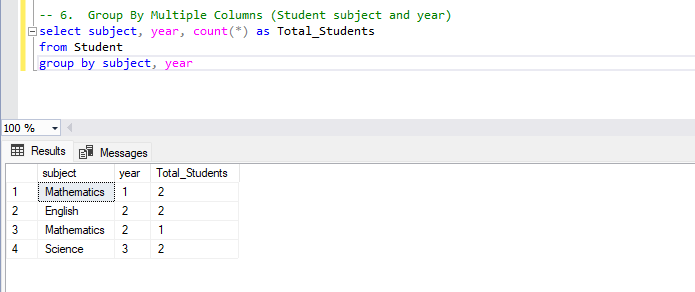 -- 6.  Group By Multiple Columns (Student subject and year)
select subject, year, count(*) as Total_Students
from Student
group by subject, year
100 %
Results Messages
subject year Total_Students
1 Mathematics 1 2
2 English 2 2
3 Mathematics 2 1
4 Science 3 2